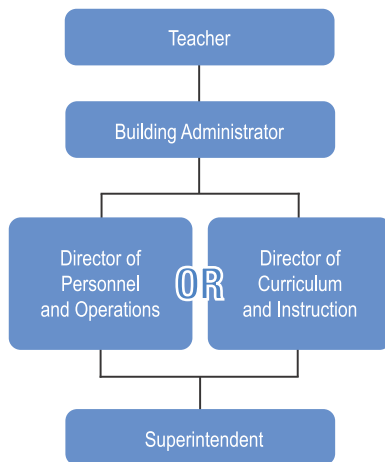 Teacher
Building Administrator
Director of
Personnel
and Operations
OR
Director of
Curriculum
and Instruction
Superintendent